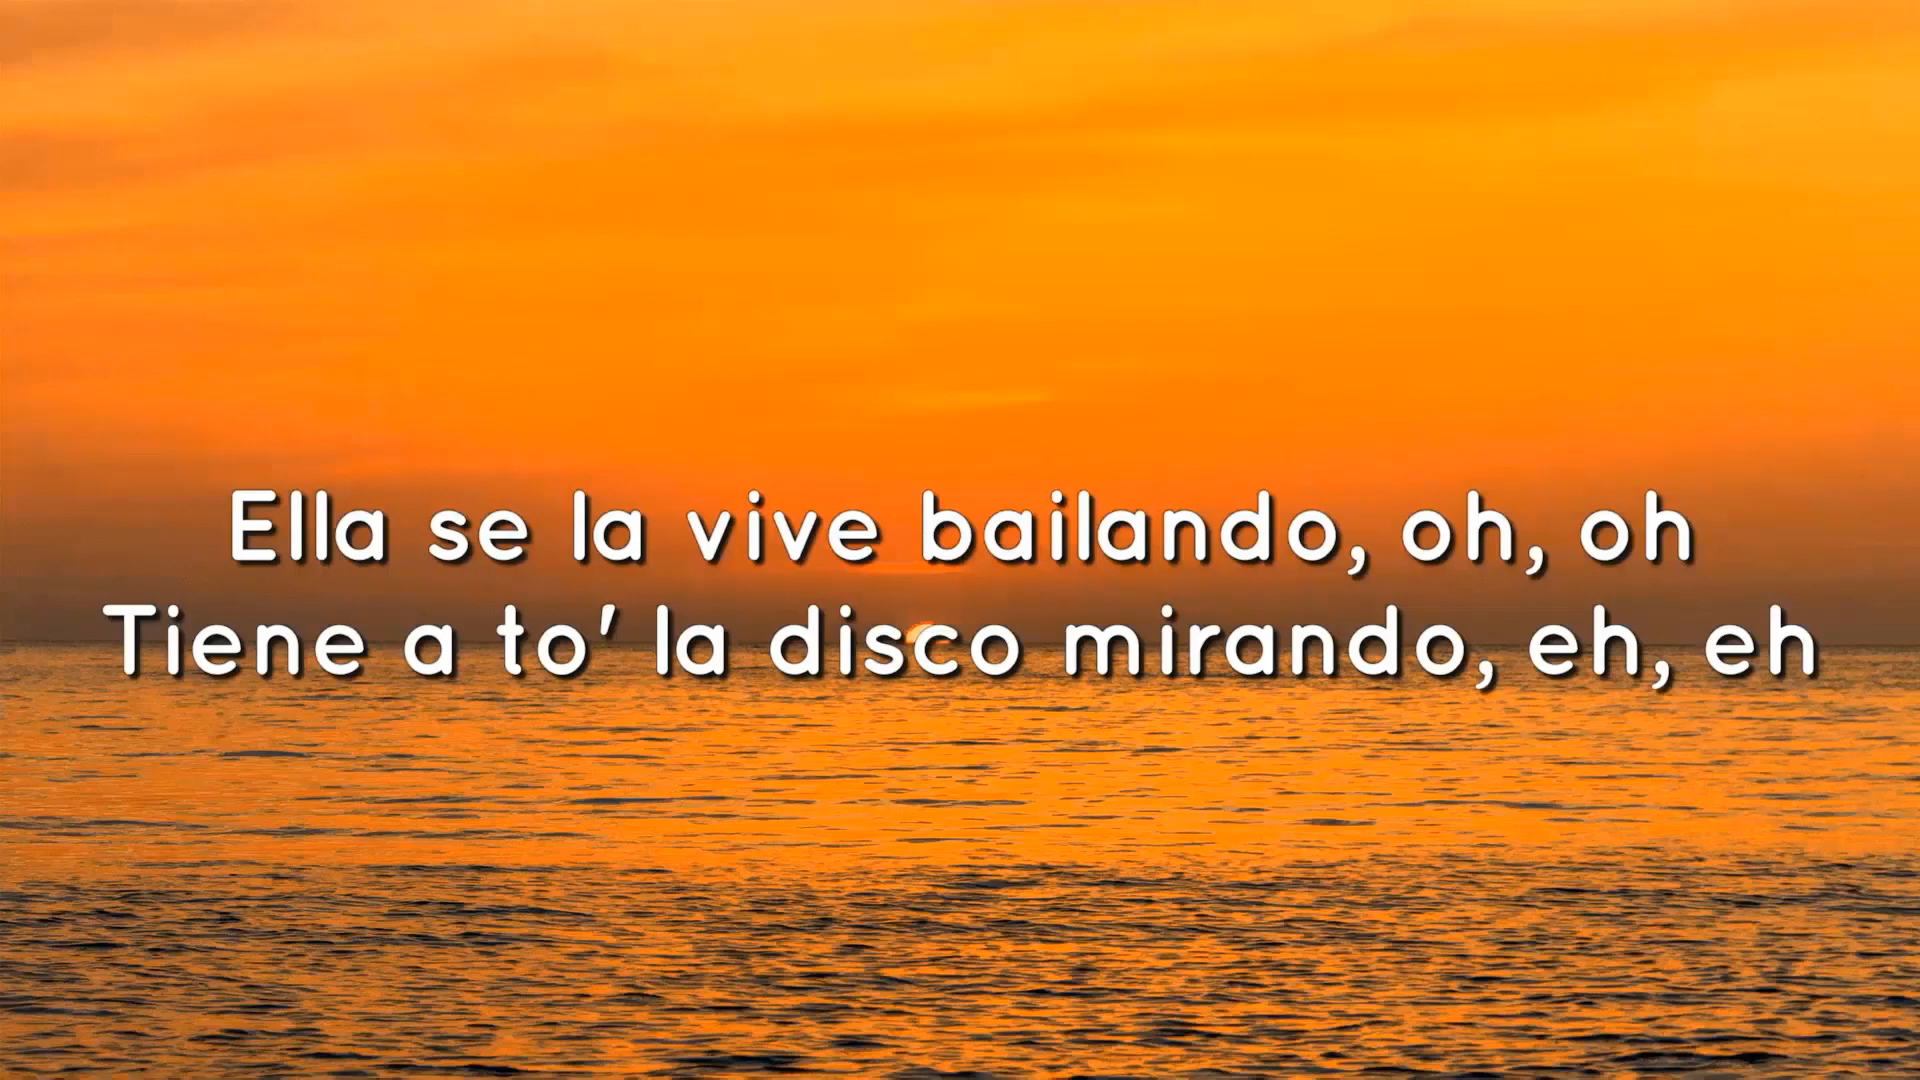 Ella se la vive bailando, oh, oh
Tiene a to' la disco mirando, eh, eh